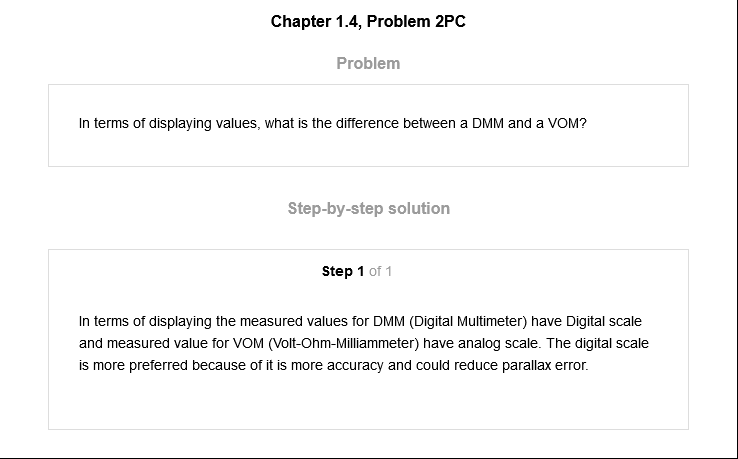 Chapter 1.4, Problem 2PC
Problem
In terms of displaying values, what is the difference between a DMM and a VOM?
Step-by-step solution
Step 1 of 1
In terms of displaying the measured values for DMM (Digital Multimeter) have Digital scale
and measured value for VOM (Volt-Ohm-Milliammeter) have analog scale. The digital scale
is more preferred because of it is more accuracy and could reduce parallax error.